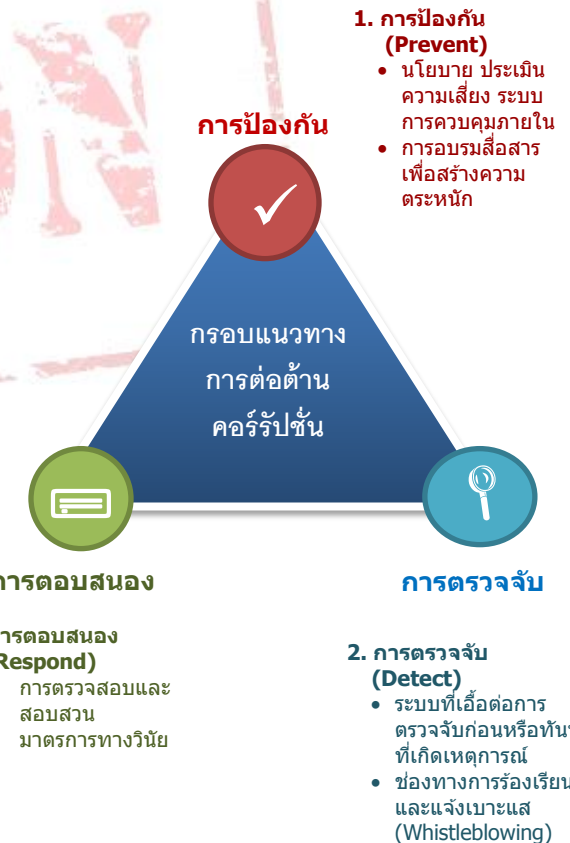 1. การป้องกัน
(Prevent)
• นโยบาย ประเมิน
ความเสี่ยง ระบบ
การควบคุมภายใน
• การอบรมสื่อสาร
เพื่อสร้างความ
ตระหนัก
การป้องกัน
กรอบแนวทาง
การต่อต้าน
คอร์รัปชั่น
การตอบสนอง
การตรวจจับ
การตอบสนอง
Respond)
การตรวจสอบและ
สอบสวน
มาตรการทางวินัย
2. การตรวจจับ
(Detect)
• ระบบที่เอื้อต่อการ
ตรวจจับก่อนหรือทันที
ที่เกิดเหตุการณ์
• ช่องทางการร้องเรียน
และแจ้งเบาะแส
(Whistleblowing)